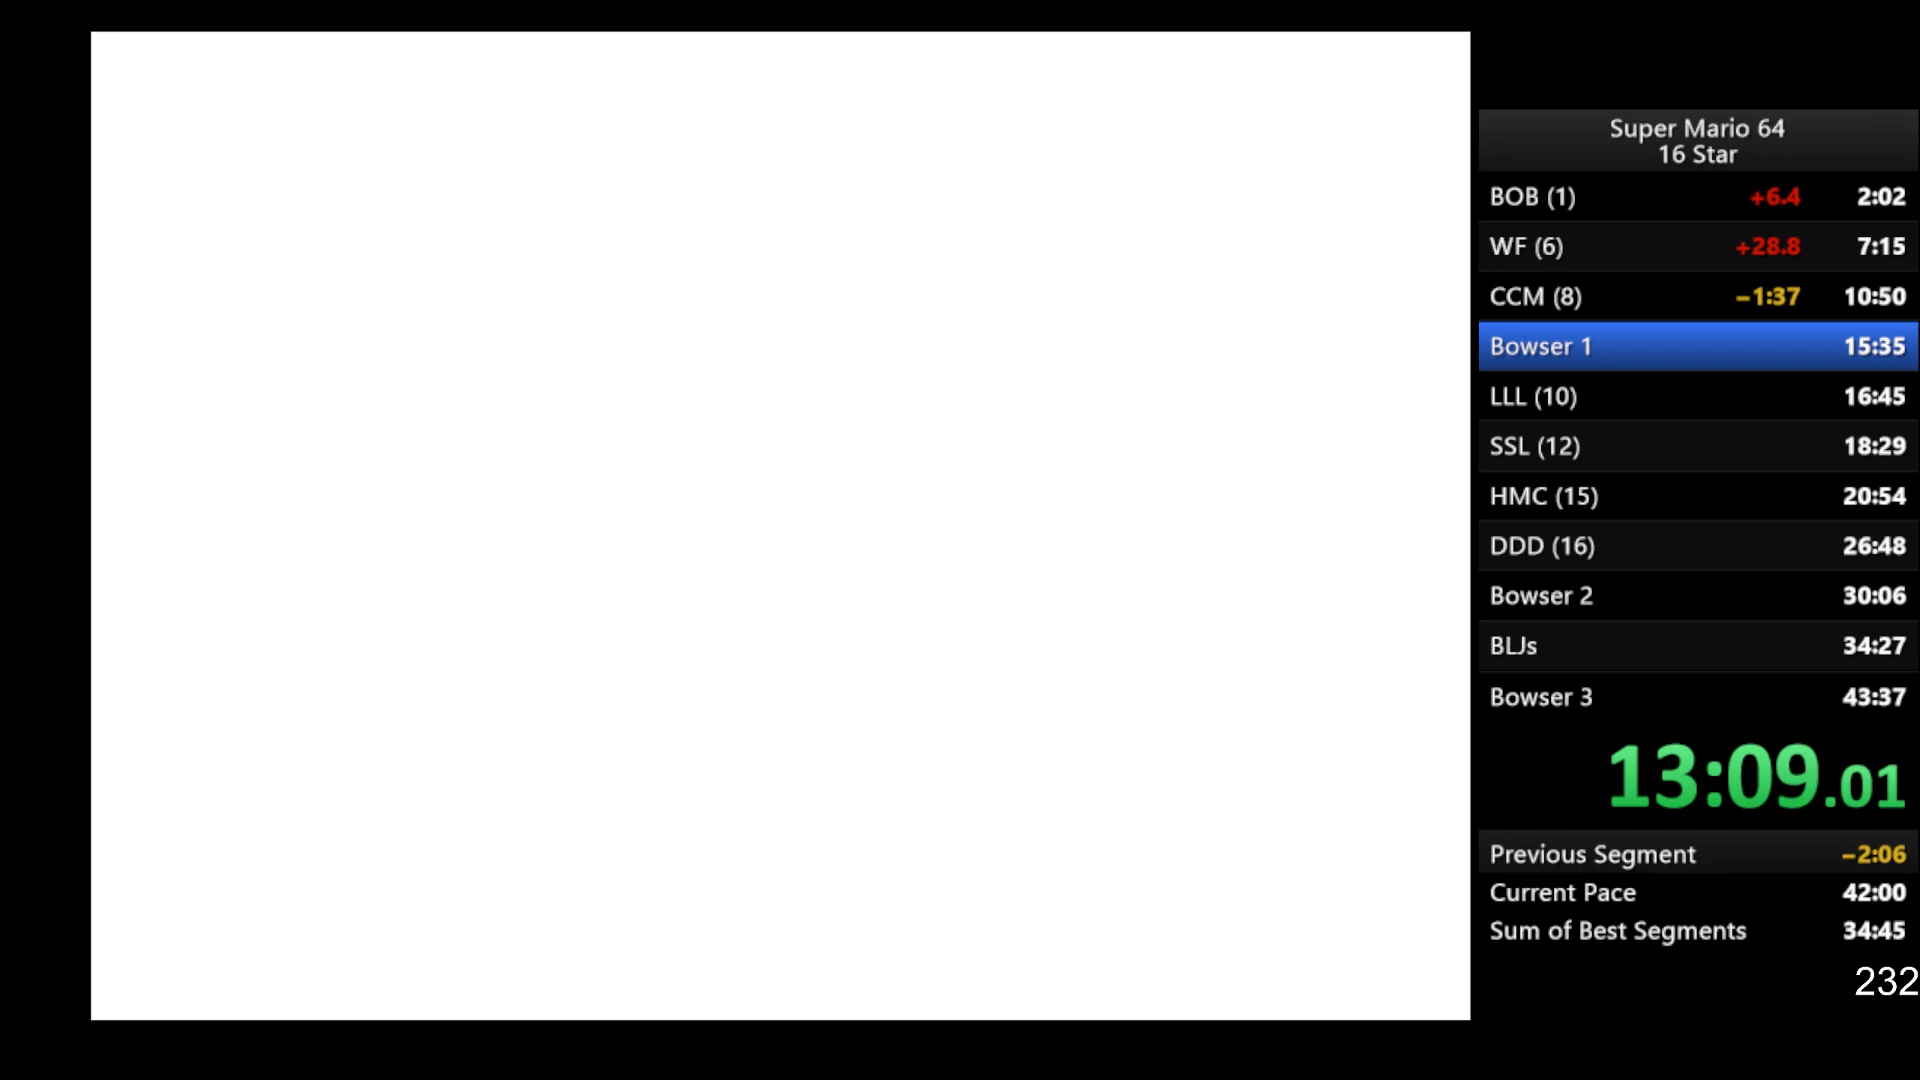 Super Mario 64
16 Star
BOB (1) +6.4 2:02
WF (6) +28.8 7:15
CCM (8) −1:37 10:50
Bowser 1 15:35
LLL (10) 16:45
SSL (12) 18:29
HMC (15) 20:54
DDD (16) 26:48
Bowser 2 30:06
BLJs 34:27
Bowser 3 43:37
13:09.01
Previous Segment −2:06
Current Pace 42:00
Sum of Best Segments 34:45
232